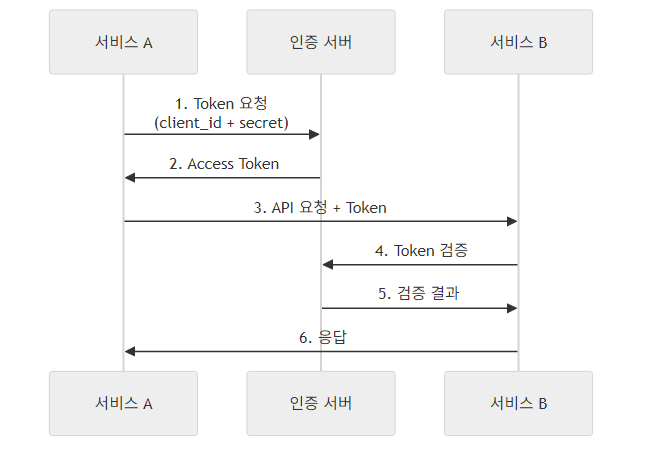 서비스 A
인증 서버
서비스 B
1. Token 요청
(client_id + secret)
2. Access Token
3. API 요청 + Token
4. Token 검증
5. 검증 결과
6. 응답
서비스 A
인증 서버
서비스 B